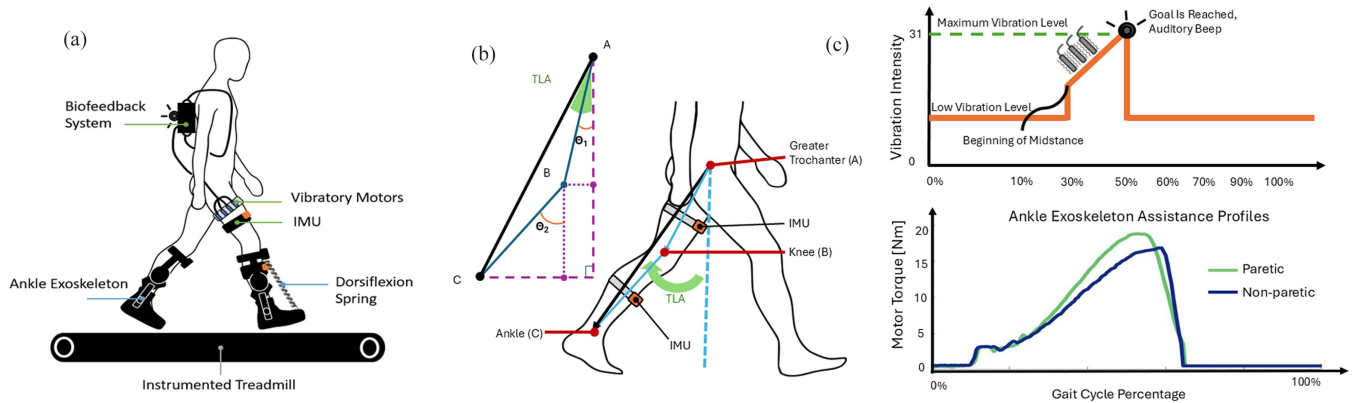 (a)
Biofeedback
System
Vibratory Motors
IMU
Ankle Exoskeleton
Dorsiflexion
Spring
Instrumented Treadmill
(b)
A
TLA
Θ1
B
Θ2
C
Greater
Trochanter (A)
IMU
Knee (B)
TLA
Ankle (C)
IMU
(c)
Vibration Intensity
31
0
Maximum Vibration Level
Goal Is Reached,
Auditory Beep
Low Vibration Level
Beginning of Midstance
0% 10% 30% 50% 60% 70% 90% 100%
Ankle Exoskeleton Assistance Profiles
Motor Torque [Nm]
20
15
10
5
0
Paretic
Non-paretic
0% 100%
Gait Cycle Percentage